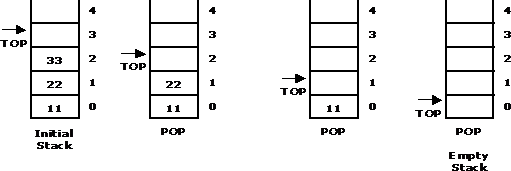 4 4 4 4
3 3 3 3
TOP
33 2 2 2 2
TOP
22 1 22 1 1 1
TOP
11 0 11 0 11 0 0
TOP
Initial Stack
POP
POP
POP
Empty Stack